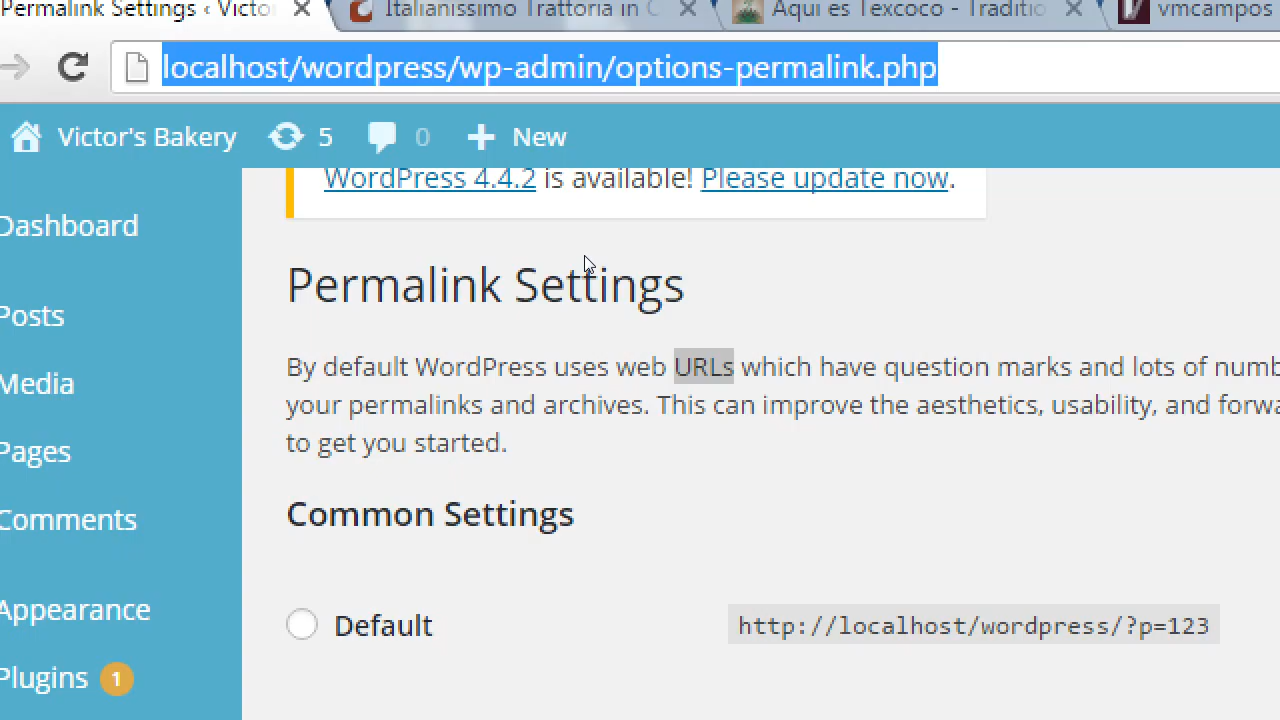 Permalink Settings ‹ Victo
Italianissimo Trattoria in C
Aqui es Texcoco - Traditio
vmcampos
localhost/wordpress/wp-admin/options-permalink.php
Victor's Bakery 5 0 New
WordPress 4.4.2 is available! Please update now.
Dashboard
Permalink Settings
Posts
By default WordPress uses web URLs which have question marks and lots of numb
Media
your permalinks and archives. This can improve the aesthetics, usability, and forwa
Pages
to get you started.
Comments
Common Settings
Appearance
Default http://localhost/wordpress/?p=123
Plugins 1